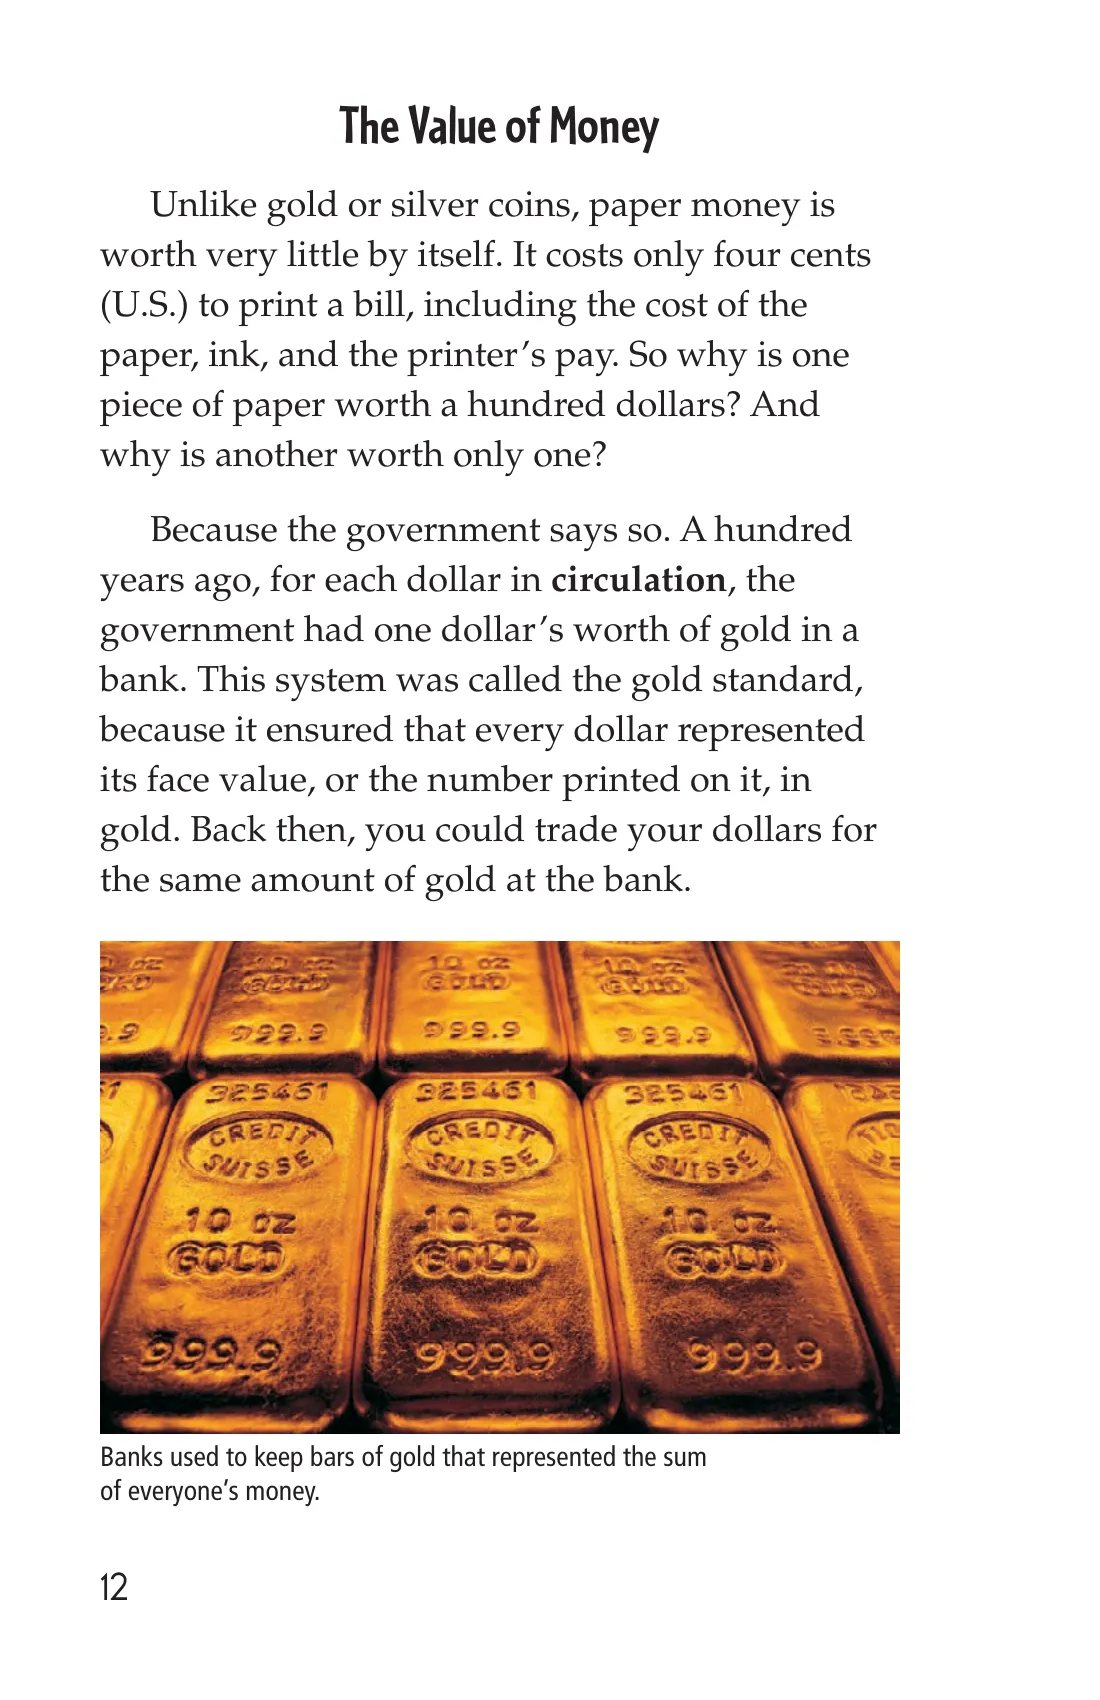 The Value of Money
Unlike gold or silver coins, paper money is
worth very little by itself. It costs only four cents
(U.S.) to print a bill, including the cost of the
paper, ink, and the printer’s pay. So why is one
piece of paper worth a hundred dollars? And
why is another worth only one?
Because the government says so. A hundred
years ago, for each dollar in circulation, the
government had one dollar’s worth of gold in a
bank. This system was called the gold standard,
because it ensured that every dollar represented
its face value, or the number printed on it, in
gold. Back then, you could trade your dollars for
the same amount of gold at the bank.
10 oz 10 oz 10 oz
GOLD GOLD GOLD
999.9 999.9 999.9
325461 325461 325461
CREDIT CREDIT CREDIT
SUISSE SUISSE SUISSE
10 oz 10 oz 10 oz
GOLD GOLD GOLD
999.9 999.9 999.9
Banks used to keep bars of gold that represented the sum
of everyone’s money.
12